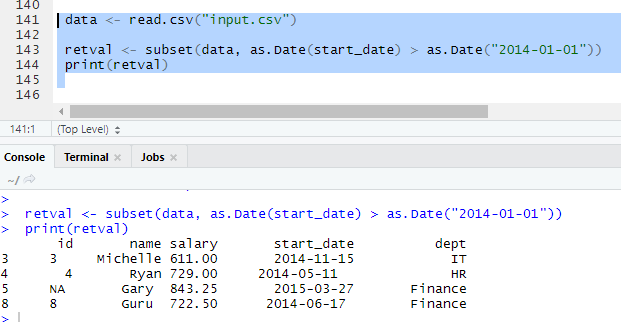 140
141 data <- read.csv("input.csv")
142
143 retval <- subset(data, as.Date(start_date) > as.Date("2014-01-01"))
144 print(retval)
145
146
141:1 (Top Level)
Console Terminal × Jobs ×
~/
>
> retval <- subset(data, as.Date(start_date) > as.Date("2014-01-01"))
> print(retval)
id name salary start_date dept
3 3 Michelle 611.00 2014-11-15 IT
4 4 Ryan 729.00 2014-05-11 HR
5 NA Gary 843.25 2015-03-27 Finance
8 8 Guru 722.50 2014-06-17 Finance
>